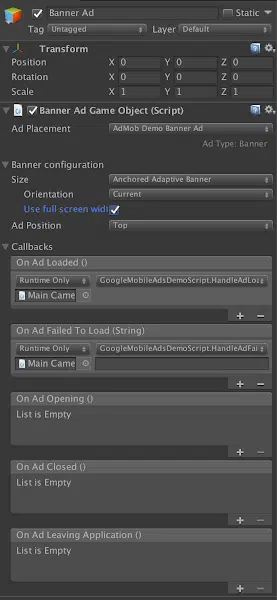 Banner Ad Static
Tag Untagged Layer Default
Transform
Position X 0 Y 0 Z 0
Rotation X 0 Y 0 Z 0
Scale X 1 Y 1 Z 1
Banner Ad Game Object (Script)
Ad Placement AdMob Demo Banner Ad
Ad Type: Banner
Banner configuration
Size Anchored Adaptive Banner
Orientation Current
Use full screen wid
Ad Position Top
Callbacks
On Ad Loaded ()
Runtime Only GoogleMobileAdsDemoScript.HandleAdLoa
Main Came
On Ad Failed To Load (String)
Runtime Only GoogleMobileAdsDemoScript.HandleAdFai
Main Came
On Ad Opening ()
List is Empty
On Ad Closed ()
List is Empty
On Ad Leaving Application ()
List is Empty